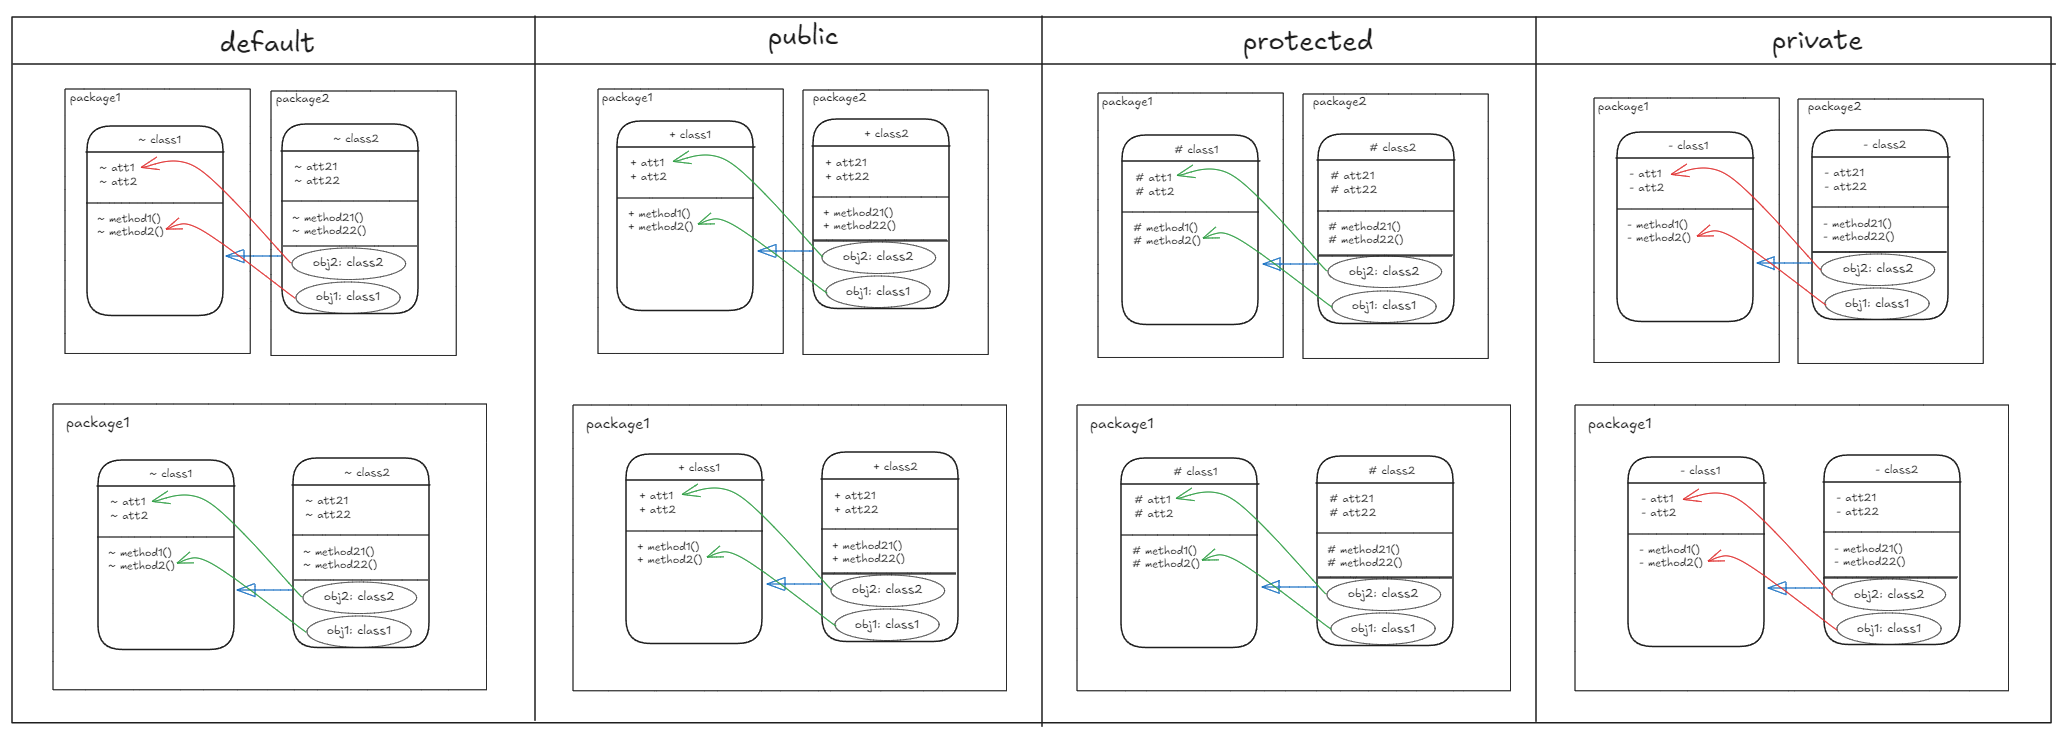 default
public
protected
private
package1
package2
~ class1
~ att1
~ att2
~ method1()
~ method2()
~ class2
~ att21
~ att22
~ method21()
~ method22()
obj2: class2
obj1: class1
package1
package2
+ class1
+ att1
+ att2
+ method1()
+ method2()
+ class2
+ att21
+ att22
+ method21()
+ method22()
obj2: class2
obj1: class1
package1
package2
# class1
# att1
# att2
# method1()
# method2()
# class2
# att21
# att22
# method21()
# method22()
obj2: class2
obj1: class1
package1
package2
- class1
- att1
- att2
- method1()
- method2()
- class2
- att21
- att22
- method21()
- method22()
obj2: class2
obj1: class1
package1
~ class1
~ att1
~ att2
~ method1()
~ method2()
~ class2
~ att21
~ att22
~ method21()
~ method22()
obj2: class2
obj1: class1
package1
+ class1
+ att1
+ att2
+ method1()
+ method2()
+ class2
+ att21
+ att22
+ method21()
+ method22()
obj2: class2
obj1: class1
package1
# class1
# att1
# att2
# method1()
# method2()
# class2
# att21
# att22
# method21()
# method22()
obj2: class2
obj1: class1
package1
- class1
- att1
- att2
- method1()
- method2()
- class2
- att21
- att22
- method21()
- method22()
obj2: class2
obj1: class1